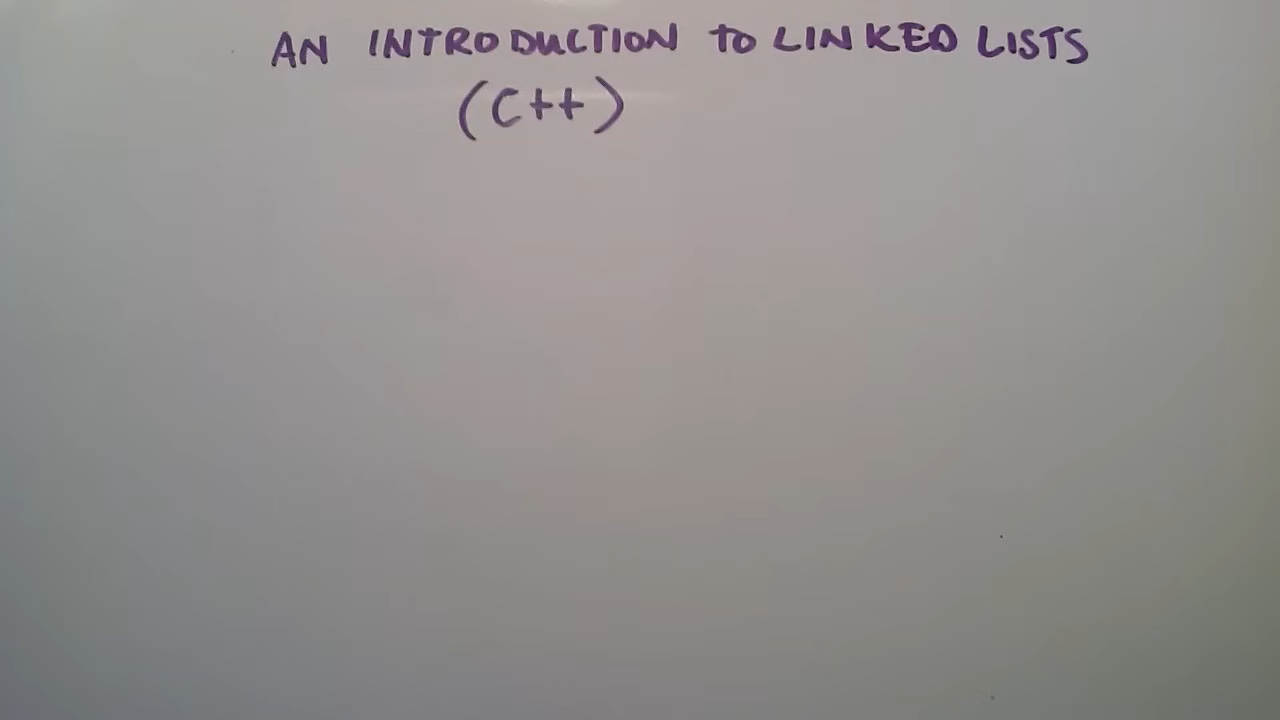 AN INTRODUCTION to LINKED LISTS
(C++)